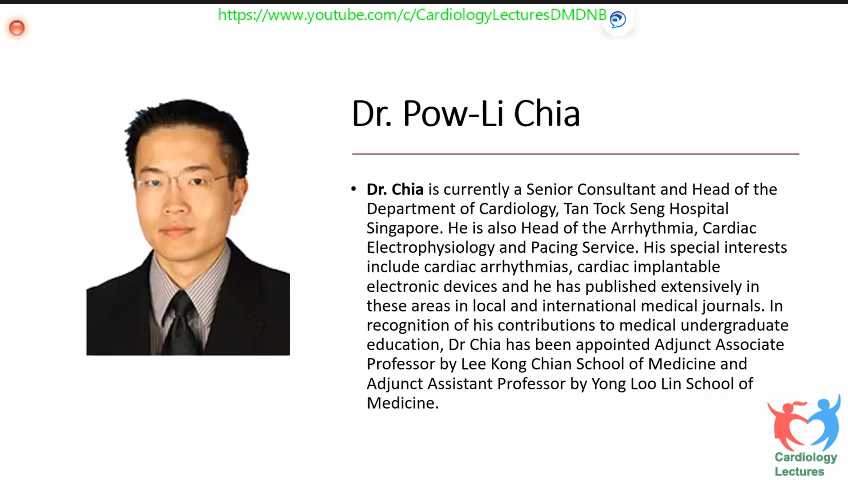 https://www.youtube.com/c/CardiologyLecturesDMDNB
Dr. Pow-Li Chia
• Dr. Chia is currently a Senior Consultant and Head of the
Department of Cardiology, Tan Tock Seng Hospital
Singapore. He is also Head of the Arrhythmia, Cardiac
Electrophysiology and Pacing Service. His special interests
include cardiac arrhythmias, cardiac implantable
electronic devices and he has published extensively in
these areas in local and international medical journals. In
recognition of his contributions to medical undergraduate
education, Dr Chia has been appointed Adjunct Associate
Professor by Lee Kong Chian School of Medicine and
Adjunct Assistant Professor by Yong Loo Lin School of
Medicine.
Cardiology
Lectures